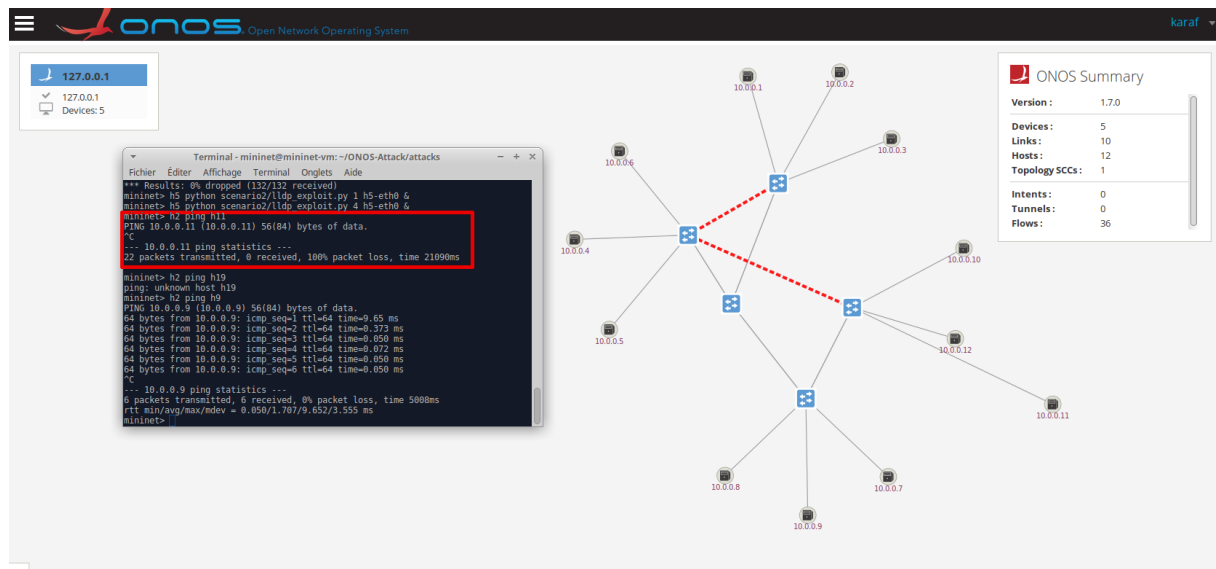 onos. Open Network Operating System
karaf
127.0.0.1
127.0.0.1
Devices: 5
Terminal - mininet@mininet-vm: ~/ONOS-Attack/attacks
Fichier Éditer Affichage Terminal Onglets Aide
*** Results: 0% dropped (132/132 received)
mininet> h5 python scenario2/lldp_exploit.py 1 h5-eth0 &
mininet> h5 python scenario2/lldp_exploit.py 4 h5-eth0 &
mininet> h2 ping h11
PING 10.0.0.11 (10.0.0.11) 56(84) bytes of data.
^C
--- 10.0.0.11 ping statistics ---
22 packets transmitted, 0 received, 100% packet loss, time 21090ms
mininet> h2 ping h19
ping: unknown host h19
mininet> h2 ping h9
PING 10.0.0.9 (10.0.0.9) 56(84) bytes of data.
64 bytes from 10.0.0.9: icmp_seq=1 ttl=64 time=9.65 ms
64 bytes from 10.0.0.9: icmp_seq=2 ttl=64 time=0.373 ms
64 bytes from 10.0.0.9: icmp_seq=3 ttl=64 time=0.050 ms
64 bytes from 10.0.0.9: icmp_seq=4 ttl=64 time=0.072 ms
64 bytes from 10.0.0.9: icmp_seq=5 ttl=64 time=0.050 ms
64 bytes from 10.0.0.9: icmp_seq=6 ttl=64 time=0.050 ms
^C
--- 10.0.0.9 ping statistics ---
6 packets transmitted, 6 received, 0% packet loss, time 5008ms
rtt min/avg/max/mdev = 0.050/1.707/9.652/3.555 ms
mininet>
10.0.0.1
10.0.0.2
10.0.0.3
10.0.0.6
10.0.0.4
10.0.0.10
10.0.0.5
10.0.0.12
10.0.0.11
10.0.0.8
10.0.0.7
10.0.0.9
ONOS Summary
Version : 1.7.0
Devices : 5
Links : 10
Hosts : 12
Topology SCCs : 1
Intents : 0
Tunnels : 0
Flows : 36